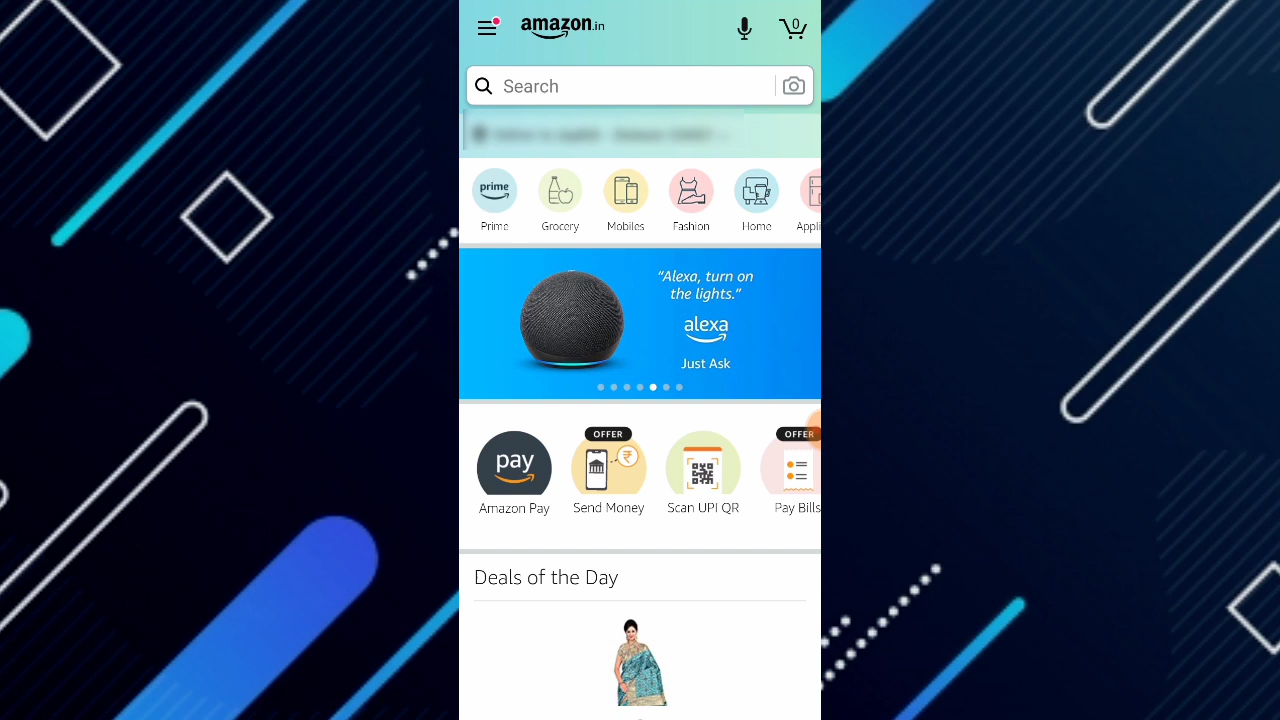 amazon.in
0
Search
prime
Prime
Grocery
Mobiles
Fashion
Home
Appli
"Alexa, turn on
the lights."
alexa
Just Ask
OFFER
OFFER
pay
Amazon Pay
Send Money
Scan UPI QR
Pay Bills
Deals of the Day